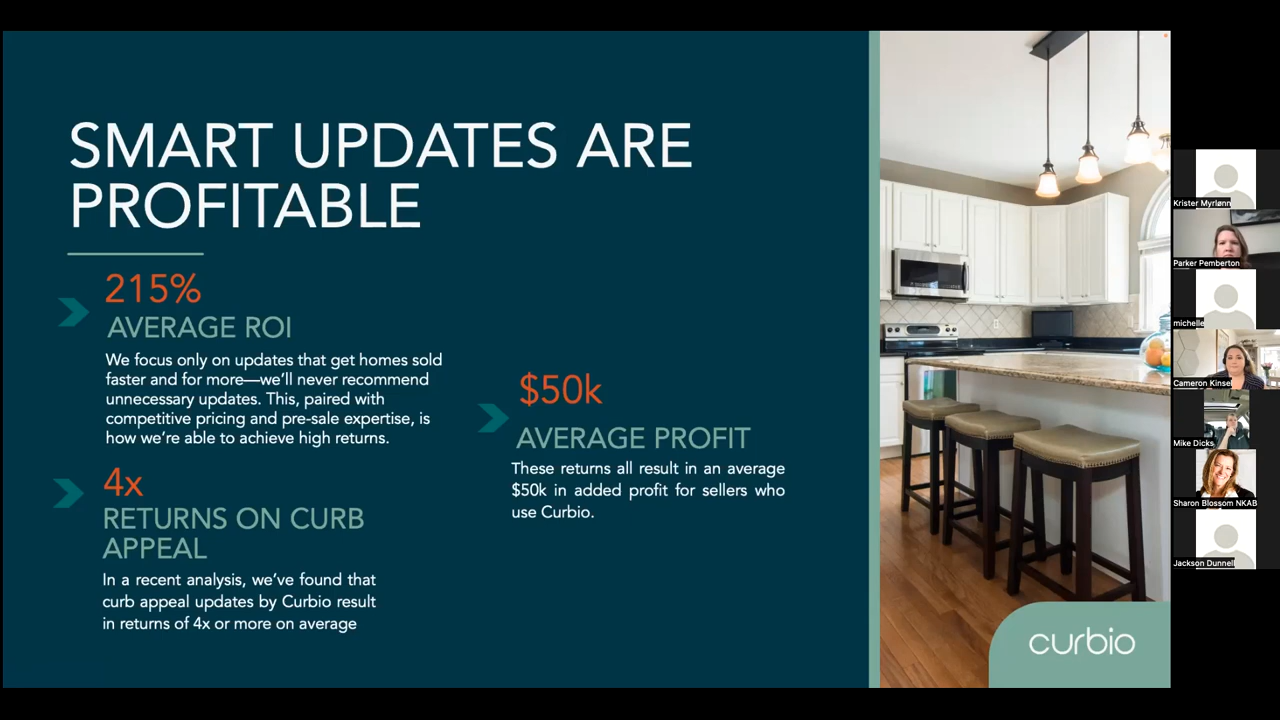 SMART UPDATES ARE
PROFITABLE
215%
AVERAGE ROI
We focus only on updates that get homes sold
faster and for more—we'll never recommend
unnecessary updates. This, paired with
competitive pricing and pre-sale expertise, is
how we're able to achieve high returns.
4x
RETURNS ON CURB
APPEAL
In a recent analysis, we've found that
curb appeal updates by Curbio result
in returns of 4x or more on average
$50k
AVERAGE PROFIT
These returns all result in an average
$50k in added profit for sellers who
use Curbio.
curbio
Krister Myrlønn
Parker Pemberton
michelle
Cameron Kinsel
Mike Dicks
Sharon Blossom NKAB
Jackson Dunnell